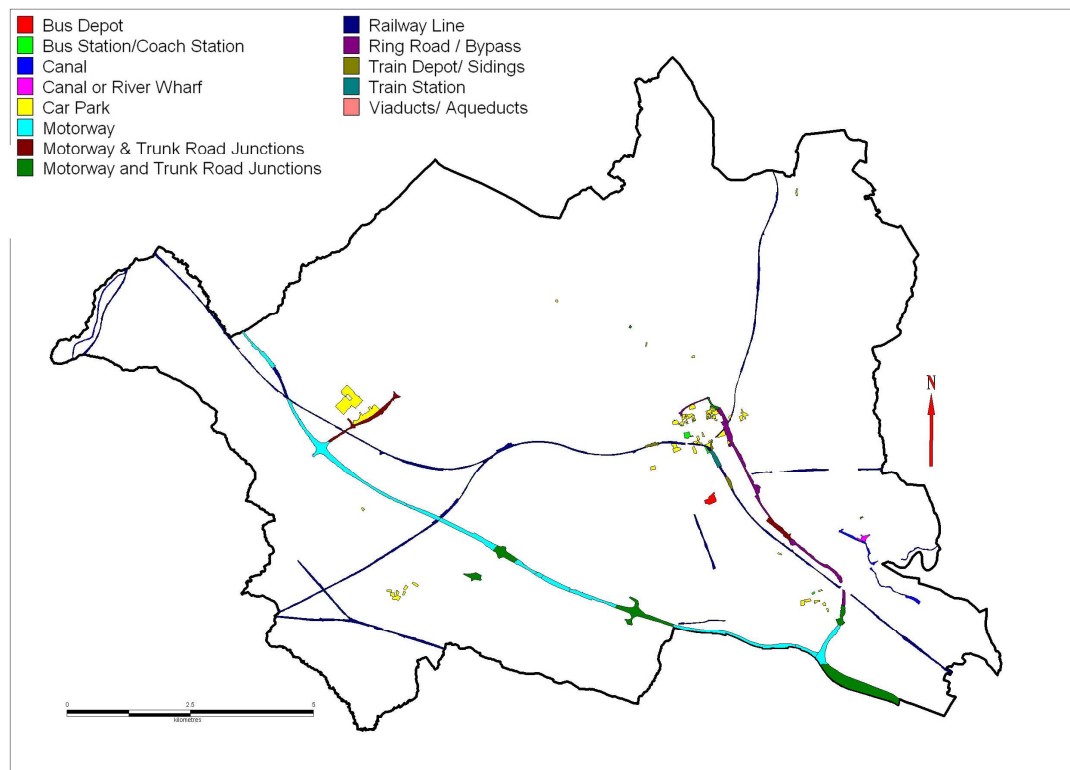 Bus Depot
Bus Station/Coach Station
Canal
Canal or River Wharf
Car Park
Motorway
Motorway & Trunk Road Junctions
Motorway and Trunk Road Junctions
Railway Line
Ring Road / Bypass
Train Depot/ Sidings
Train Station
Viaducts/ Aqueducts
N
0 2.5 5
kilometres